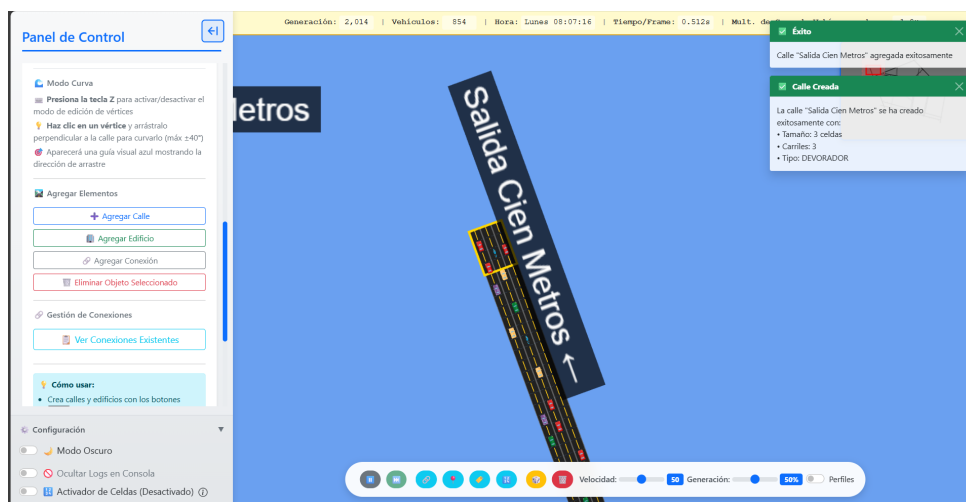 Generación: 2,014 | Vehículos: 854 | Hora: Lunes 08:07:16 | Tiempo/Frame: 0.512s | Mult.
Panel de Control
Modo Curva
Presiona la tecla Z para activar/desactivar el
modo de edición de vértices
Haz clic en un vértice y arrástralo
perpendicular a la calle para curvarlo (máx ±40°)
Aparecerá una guía visual azul mostrando la
dirección de arrastre
Agregar Elementos
Agregar Calle
Agregar Edificio
Agregar Conexión
Eliminar Objeto Seleccionado
Gestión de Conexiones
Ver Conexiones Existentes
Cómo usar:
• Crea calles y edificios con los botones
Configuración
Modo Oscuro
Ocultar Logs en Consola
Activador de Celdas (Desactivado)
letros
Salida Cien Metros ←
Éxito
Calle "Salida Cien Metros" agregada exitosamente
Calle Creada
La calle "Salida Cien Metros" se ha creado
exitosamente con:
• Tamaño: 3 celdas
• Carriles: 3
• Tipo: DEVORADOR
Velocidad: 50 Generación: 50% Perfiles